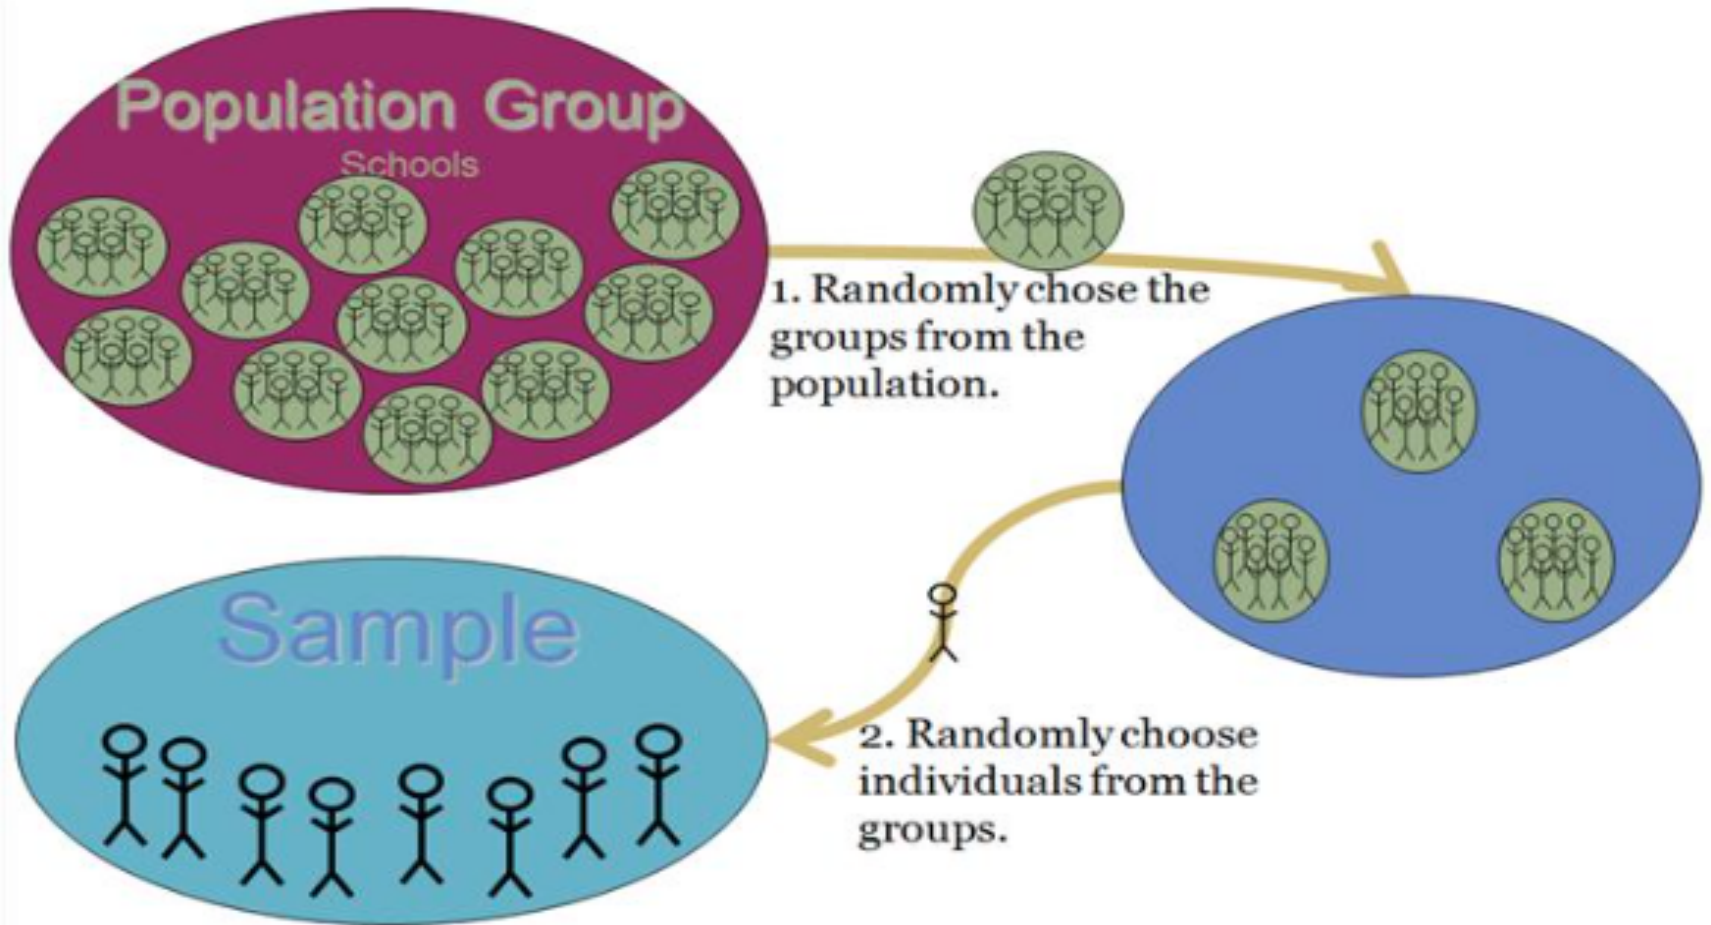 Population Group
Schools
1. Randomly chose the
groups from the
population.
Sample
2. Randomly choose
individuals from the
groups.